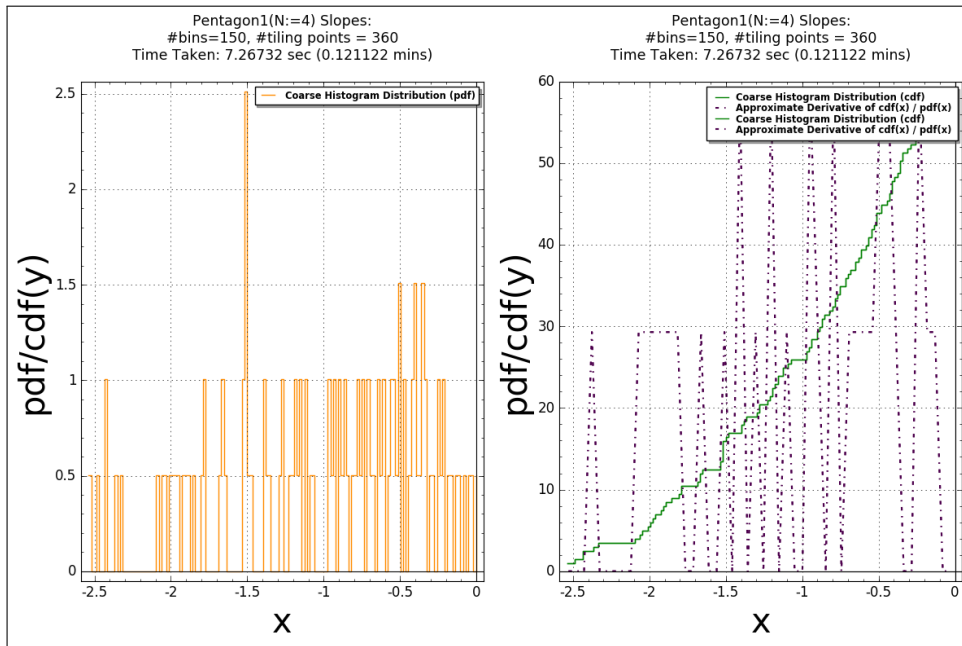 Pentagon1(N:=4) Slopes:
#bins=150, #tiling points = 360
Time Taken: 7.26732 sec (0.121122 mins)
Coarse Histogram Distribution (pdf)
pdf/cdf(y)
2.5
2
1.5
1
0.5
0
-2.5
-2
-1.5
-1
-0.5
0
x
Pentagon1(N:=4) Slopes:
#bins=150, #tiling points = 360
Time Taken: 7.26732 sec (0.121122 mins)
Coarse Histogram Distribution (cdf)
Approximate Derivative of cdf(x) / pdf(x)
Coarse Histogram Distribution (cdf)
Approximate Derivative of cdf(x) / pdf(x)
pdf/cdf(y)
60
50
40
30
20
10
0
-2.5
-2
-1.5
-1
-0.5
0
x